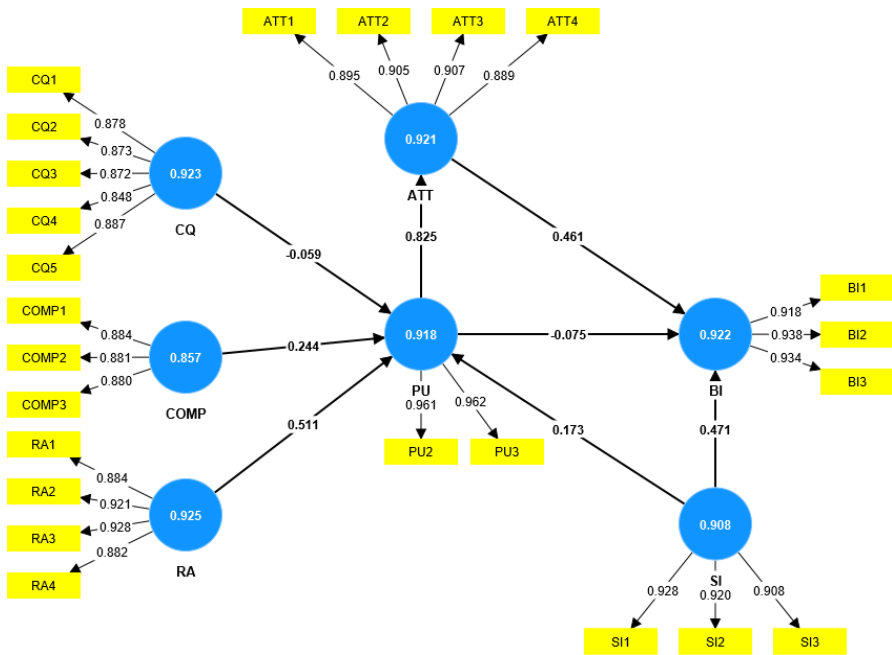 ATT1 ATT2 ATT3 ATT4
0.895 0.905 0.907 0.889
CQ1
CQ2
CQ3
CQ4
CQ5
0.878
0.873
0.872
0.848
0.887
0.923
CQ
0.921
ATT
-0.059
0.825
0.461
COMP1
COMP2
COMP3
0.884
0.881
0.880
0.857
COMP
0.244
0.918
PU
-0.075
0.922
BI
0.918
0.938
0.934
BI1
BI2
BI3
0.961 0.962
PU2 PU3
0.511
0.173
0.471
RA1
RA2
RA3
RA4
0.884
0.921
0.928
0.882
0.925
RA
0.908
SI
0.928 0.920 0.908
SI1 SI2 SI3